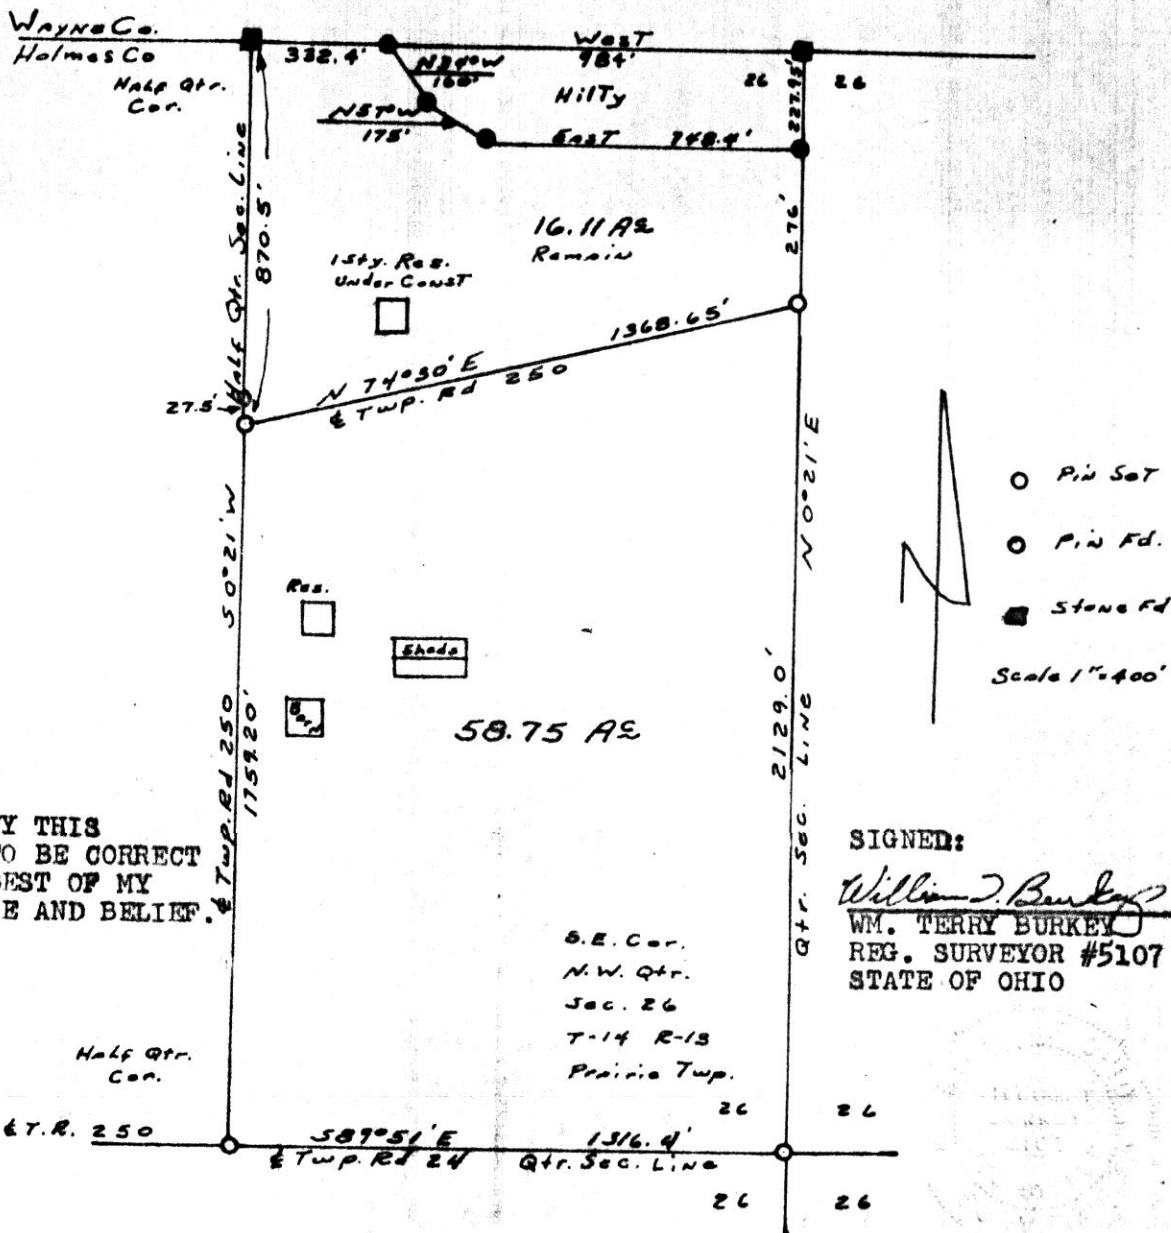 Wayne Co.
Holmes Co
Half Qtr.
Cor.
332.4'
West
984'
N 24° W
160'
Hilty
26 26
227.95'
N 57° W
175'
East 748.4'
Half Qtr. Sec. Line
870.5'
276'
16.11 Ac
Remain
1 Sty. Res.
Under Const
1368.65'
N 74°30' E
₵ Twp. Rd 250
27.5'
S 0°21' W
N 0°21' E
Pin Set
Pin Fd.
Stone Fd
Scale 1"=400'
Res.
Sheds
Barn
58.75 Ac
2129.0'
Qtr. Sec. Line
₵ Twp. Rd 250
1759.20'
Y THIS
O BE CORRECT
BEST OF MY
E AND BELIEF.
SIGNED:
William T. Burkey
WM. TERRY BURKEY
REG. SURVEYOR #5107
STATE OF OHIO
S.E. Cor.
N.W. Qtr.
Sec. 26
T-14 R-13
Prairie Twp.
Half Qtr.
Cor.
26 26
₵ T.R. 250
S 89°51' E 1316.4'
₵ Twp. Rd 24 Qtr. Sec. Line
26 26